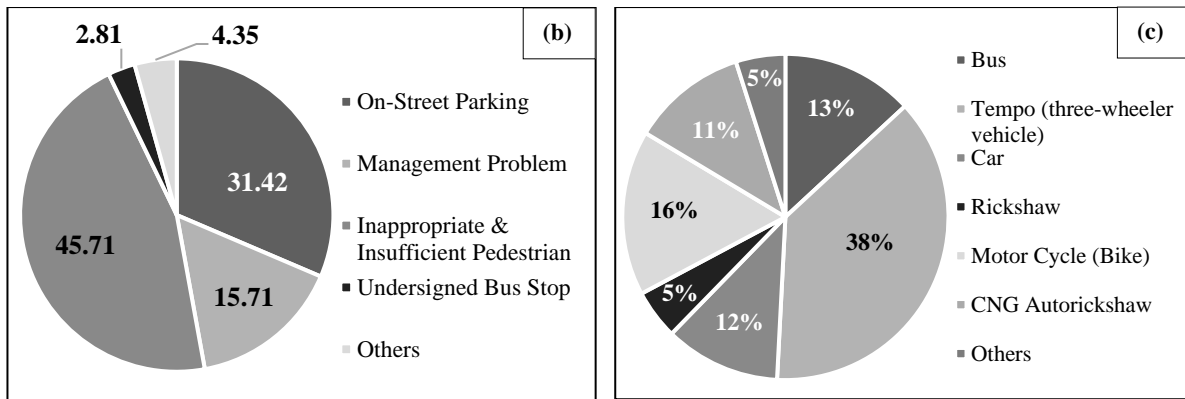 (b)
2.81
4.35
31.42
45.71
15.71
On-Street Parking
Management Problem
Inappropriate &
Insufficient Pedestrian
Undersigned Bus Stop
Others
(c)
5%
13%
11%
16%
38%
5%
12%
Bus
Tempo (three-wheeler
vehicle)
Car
Rickshaw
Motor Cycle (Bike)
CNG Autorickshaw
Others